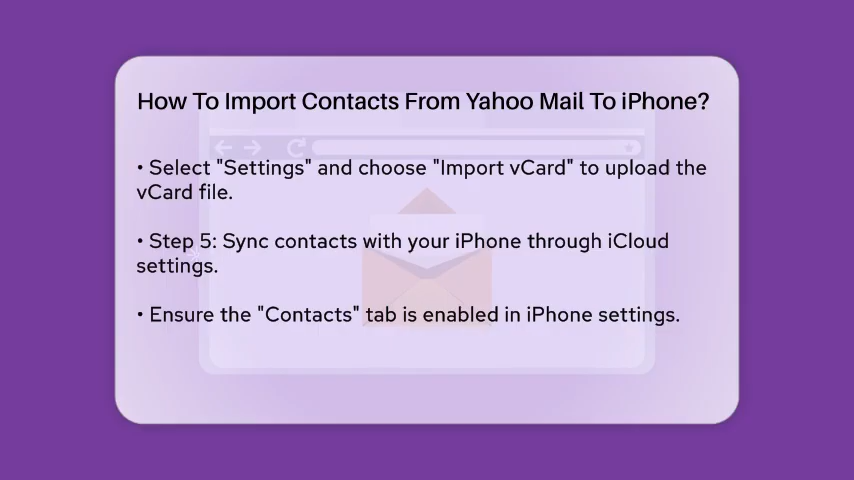 How To Import Contacts From Yahoo Mail To iPhone?
• Select "Settings" and choose "Import vCard" to upload the
vCard file.
• Step 5: Sync contacts with your iPhone through iCloud
settings.
• Ensure the "Contacts" tab is enabled in iPhone settings.